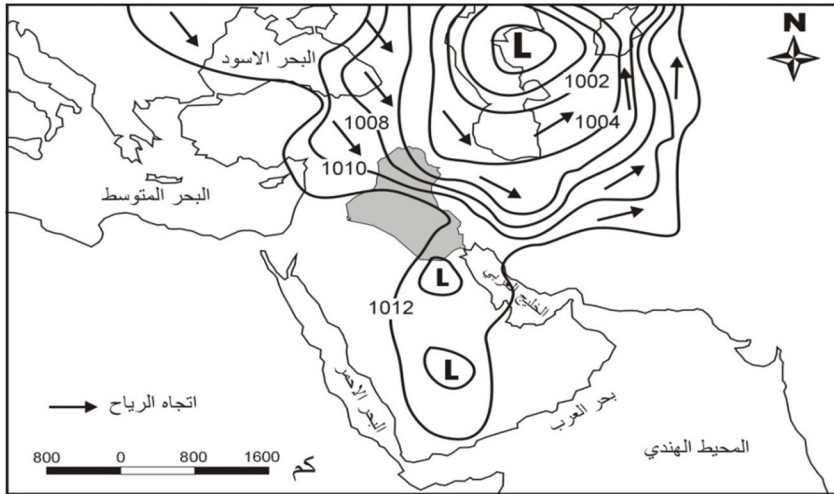 N
البحر الاسود
L
1002
1004
1008
1010
البحر المتوسط
L
الخليج العربي
1012
L
البحر الاحمر
بحر العرب
اتجاه الرياح
المحيط الهندي
كم
800 0 800 1600